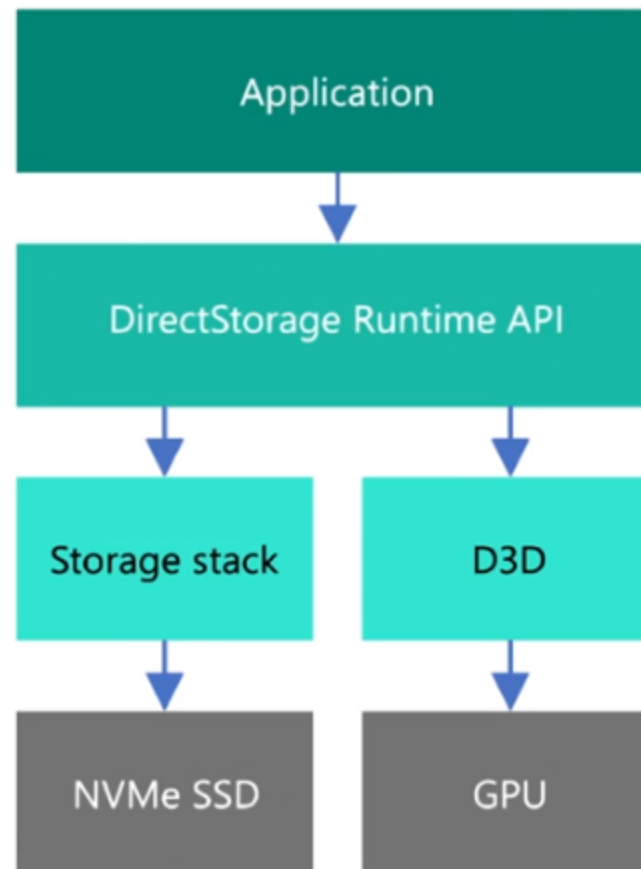 Application
DirectStorage Runtime API
Storage stack
D3D
NVMe SSD
GPU